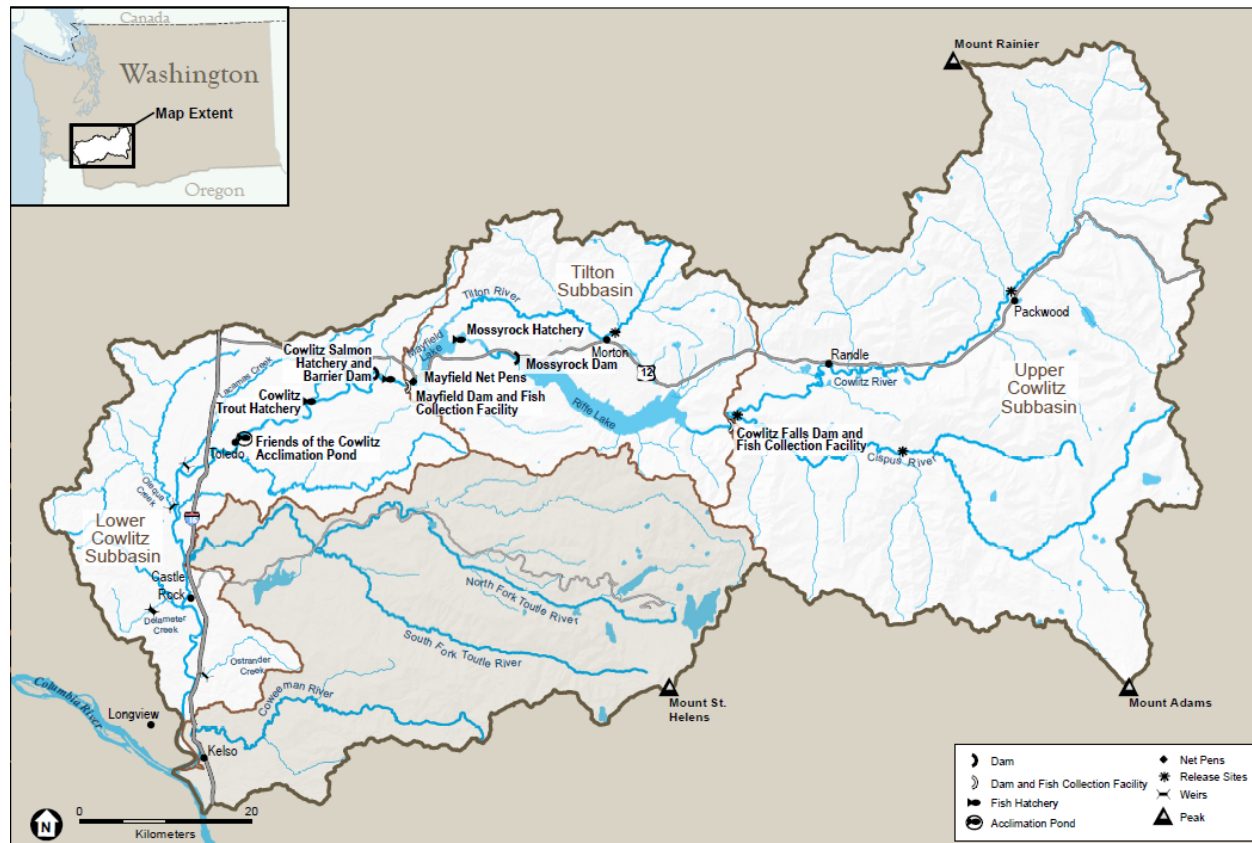 Canada
Washington
Map Extent
Oregon
Mount Rainier
Tilton
Subbasin
Tilton River
Packwood
Mossyrock Hatchery
Cowlitz Salmon
Hatchery and
Barrier Dam
Mayfield
Lake
Morton
Mossyrock Dam
Randle
Lacamas Creek
Mayfield Net Pens
12
Cowlitz River
Upper
Cowlitz
Subbasin
Cowlitz
Trout Hatchery
Mayfield Dam and Fish
Collection Facility
Riffe Lake
Cowlitz Falls Dam and
Fish Collection Facility
Friends of the Cowlitz
Acclimation Pond
Toledo
Cispus River
Olequa
Creek
Lower
Cowlitz
Subbasin
Castle
Rock
North Fork Toutle River
Delameter
Creek
South Fork Toutle River
Ostrander
Creek
Coweeman River
Columbia River
Longview
Mount St.
Helens
Mount Adams
Kelso
Dam
Dam and Fish Collection Facility
Fish Hatchery
Acclimation Pond
Net Pens
Release Sites
Weirs
Peak
N
0 20
Kilometers